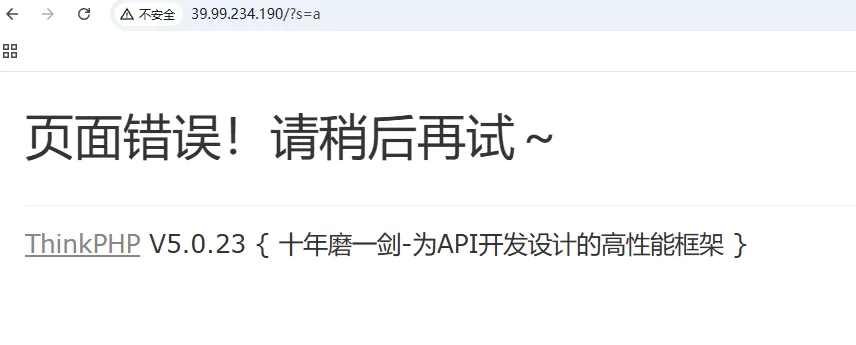 不安全 39.99.234.190/?s=a
页面错误！请稍后再试～
ThinkPHP V5.0.23 { 十年磨一剑-为API开发设计的高性能框架 }